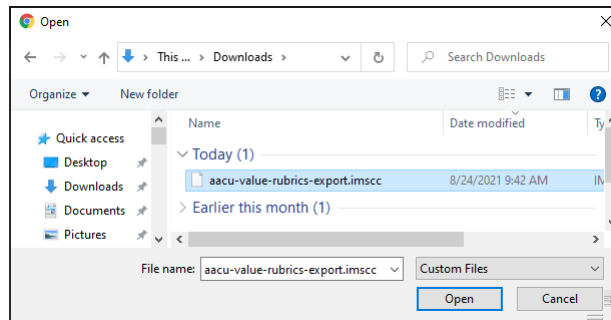 Open
This ... › Downloads ›
Search Downloads
Organize
New folder
Name
Date modified
Quick access
Today (1)
Desktop
aacu-value-rubrics-export.imscc
8/24/2021 9:42 AM
Downloads
Documents
Earlier this month (1)
Pictures
File name:
aacu-value-rubrics-export.imscc
Custom Files
Open
Cancel